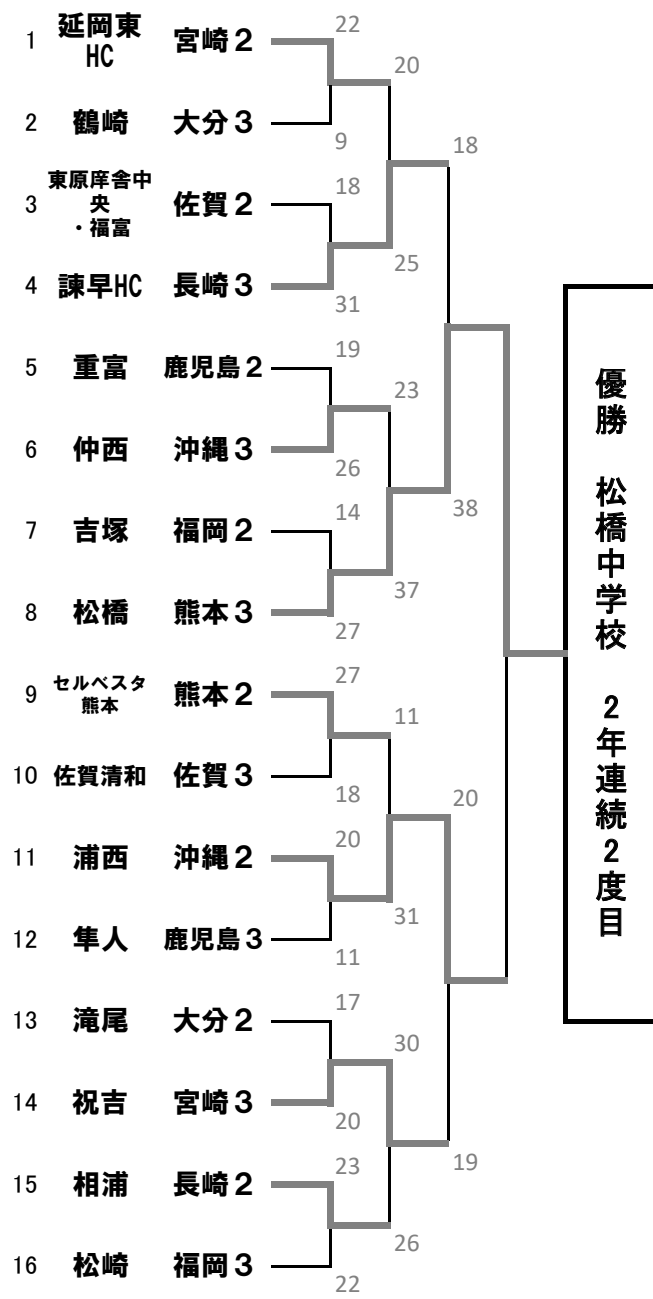 22
1 延岡東HC 宮崎2
20
2 鶴崎 大分3
9
18
18
3 東原庠舎中央・福富 佐賀2
25
4 諫早HC 長崎3
31
19
5 重富 鹿児島2
23
6 仲西 沖縄3
26
14
38
7 吉塚 福岡2
37
8 松橋 熊本3
27
27
9 セルベスタ熊本 熊本2
11
10 佐賀清和 佐賀3
18
20
20
11 浦西 沖縄2
31
12 隼人 鹿児島3
11
17
13 滝尾 大分2
30
14 祝吉 宮崎3
20
23
19
15 相浦 長崎2
26
16 松崎 福岡3
22
優勝 松橋中学校 2年連続2度目